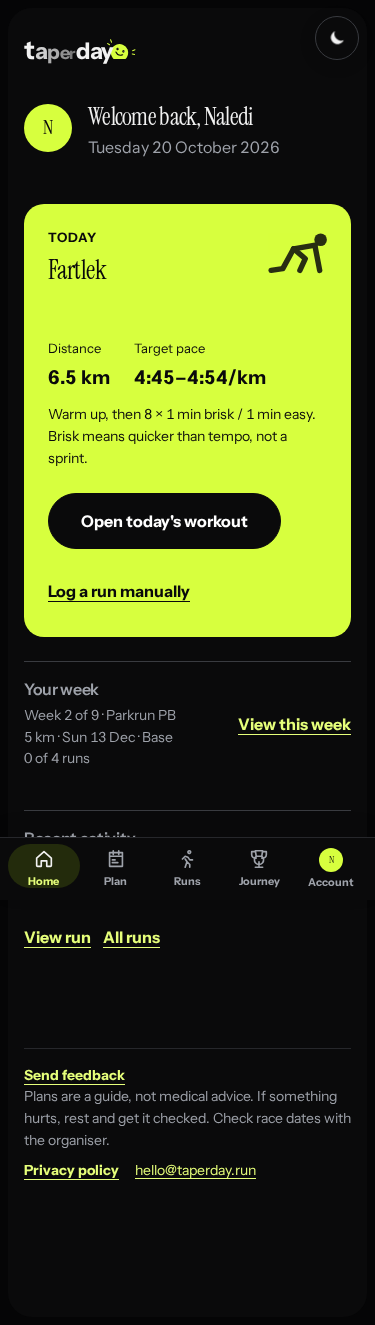 taperday
N
Welcome back, Naledi
Tuesday 20 October 2026
TODAY
Fartlek
Distance
Target pace
6.5 km
4:45–4:54/km
Warm up, then 8 × 1 min brisk / 1 min easy.
Brisk means quicker than tempo, not a
sprint.
Open today's workout
Log a run manually
Your week
Week 2 of 9 · Parkrun PB
5 km · Sun 13 Dec · Base
0 of 4 runs
View this week
Home
Plan
Runs
Journey
N
Account
View run
All runs
Send feedback
Plans are a guide, not medical advice. If something
hurts, rest and get it checked. Check race dates with
the organiser.
Privacy policy
hello@taperday.run